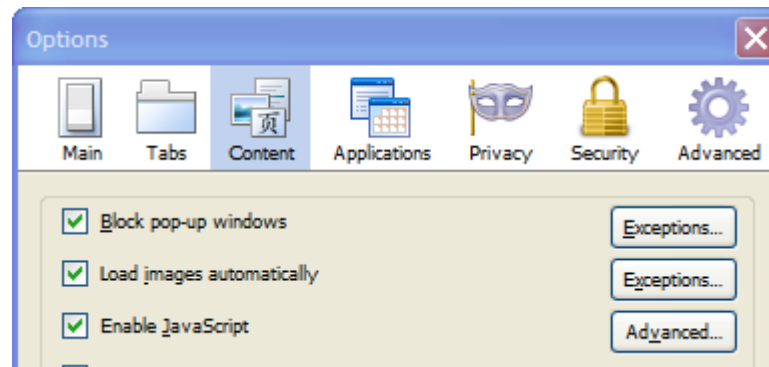 Options
页
Main Tabs Content Applications Privacy Security Advanced
Block pop-up windows Exceptions...
Load images automatically Exceptions...
Enable JavaScript Advanced...